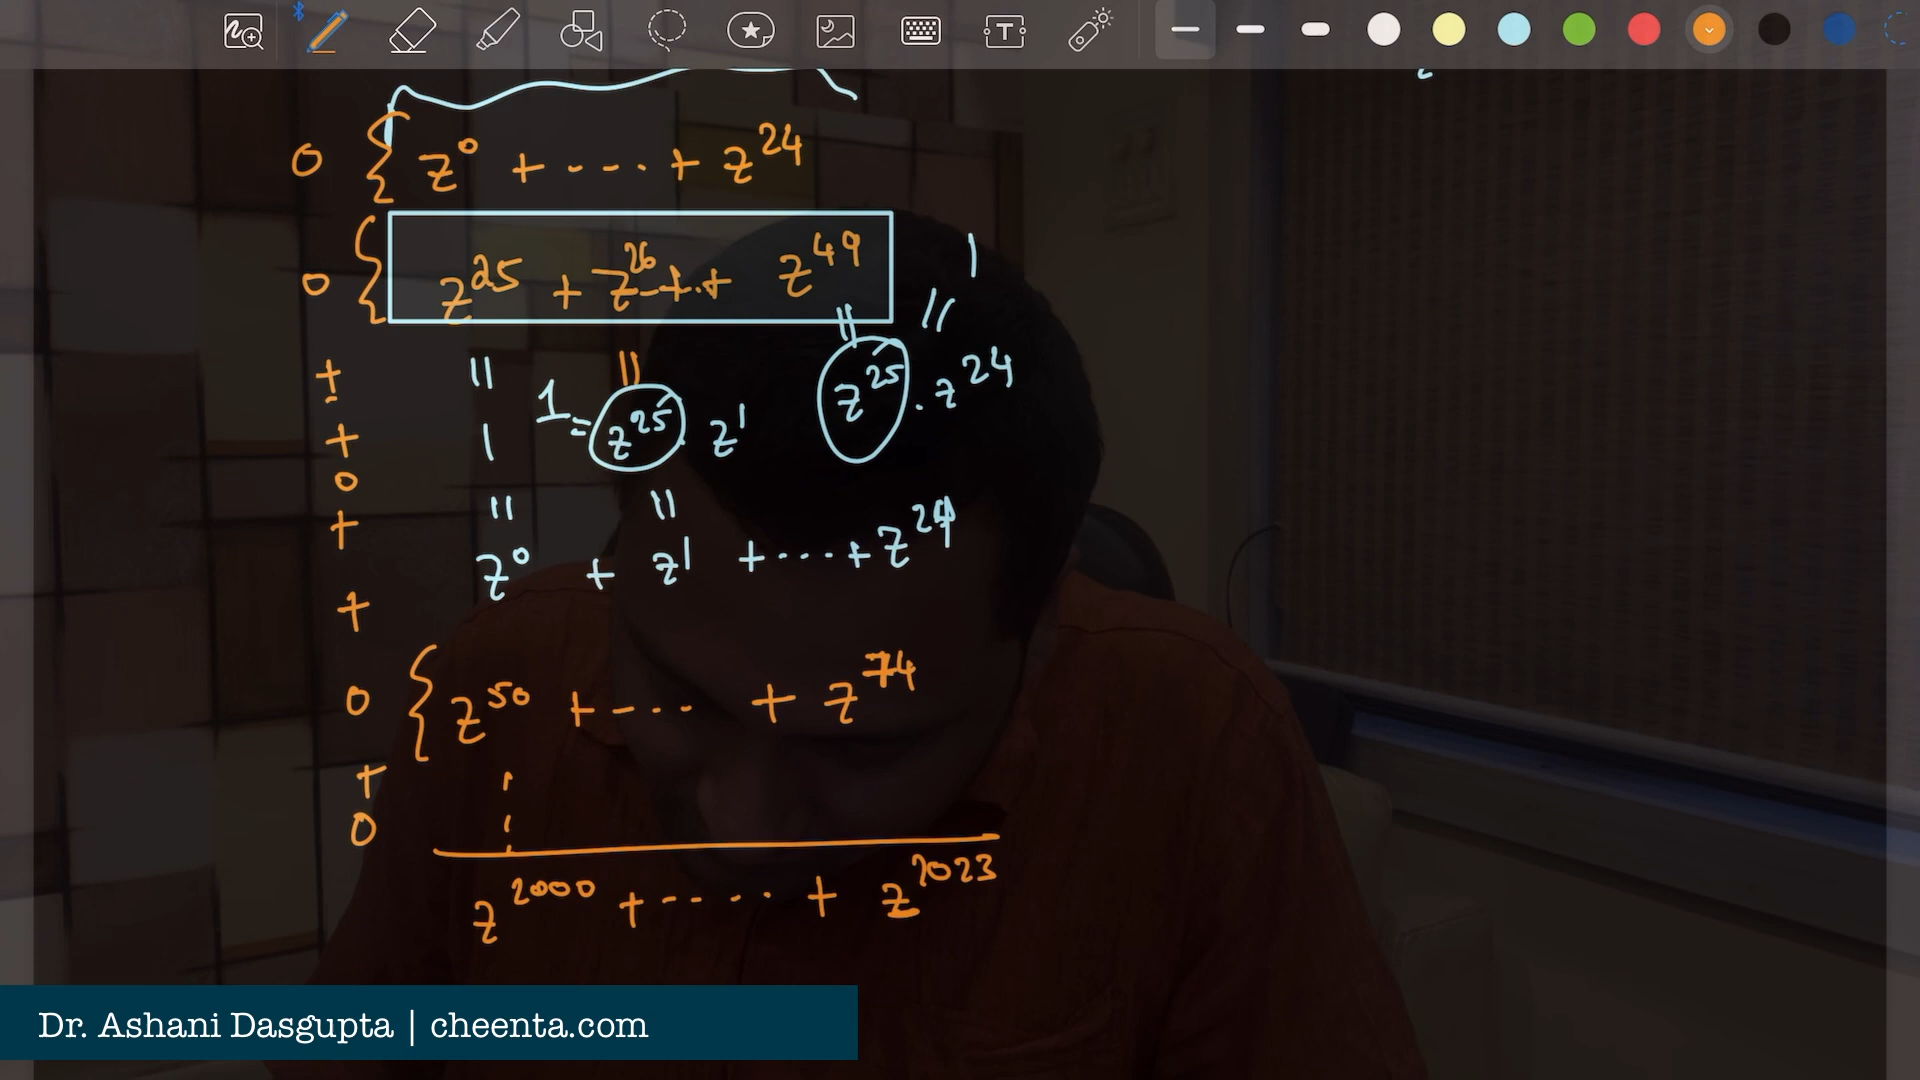 0 { z⁰ + ---- + z²⁴
0 { z²⁵ + z²⁶ -+.+ z⁴⁹
+ || || || || 1
+ 1 1 = z²⁵ . z¹ z²⁵ . z²⁴
0
+ || ||
z⁰ + z¹ + ---- + z²⁴
+
0 { z⁵⁰ + --- + z⁷⁴
+
0
z²⁰⁰⁰ + ---- + z²⁰²³
Dr. Ashani Dasgupta | cheenta.com